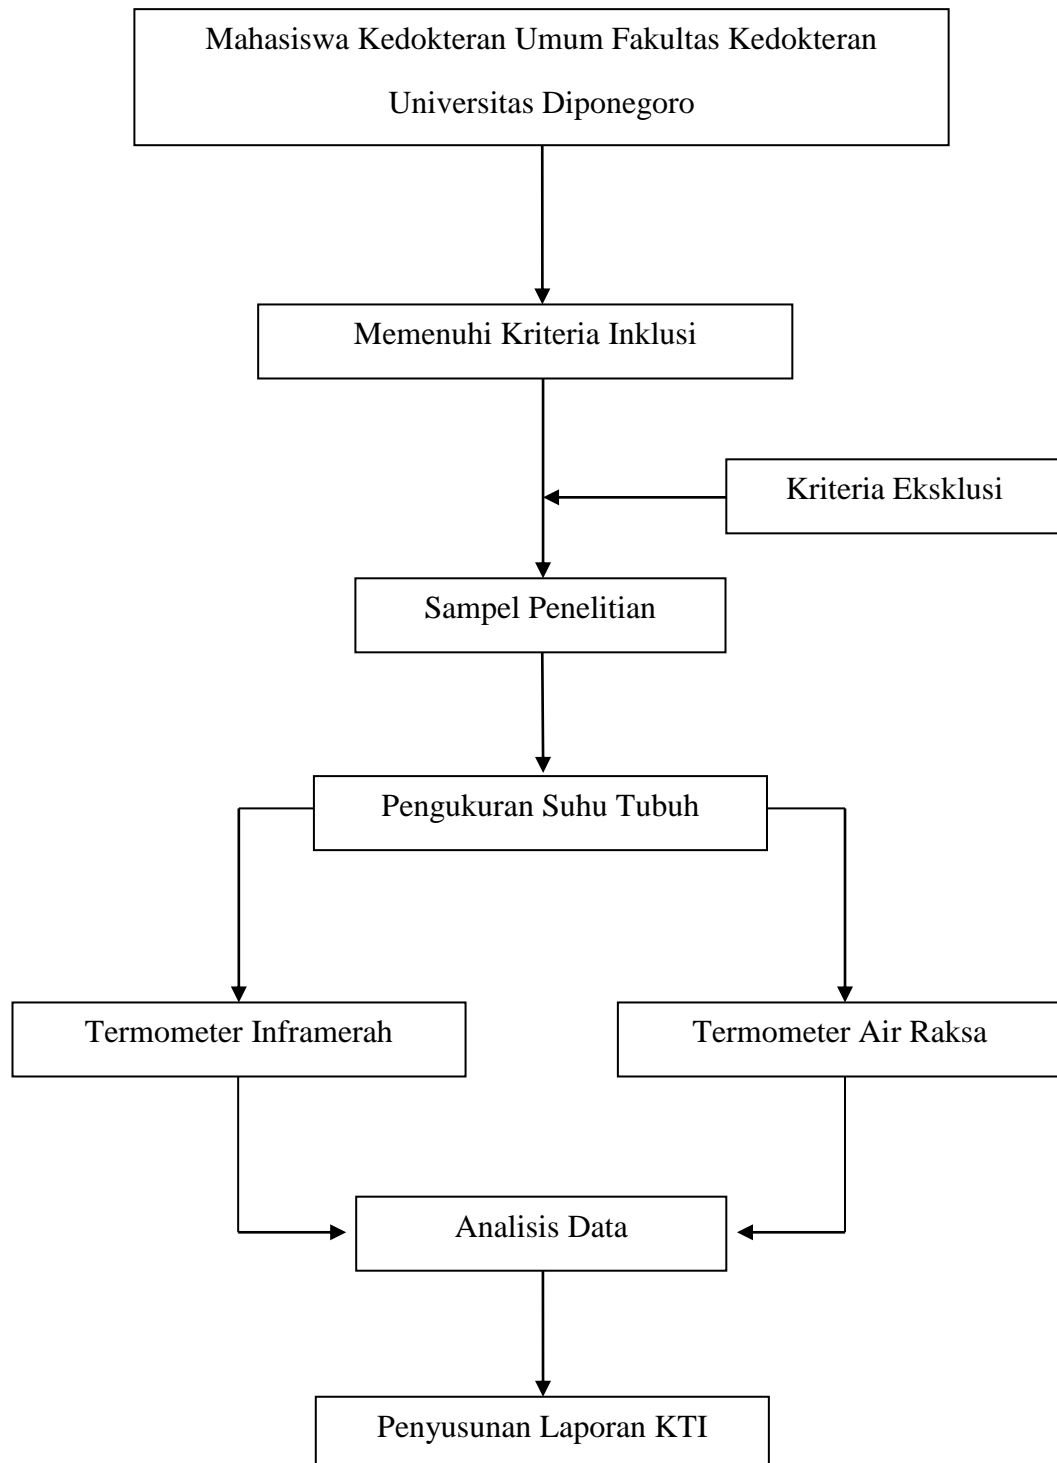 Mahasiswa Kedokteran Umum Fakultas Kedokteran
Universitas Diponegoro
Memenuhi Kriteria Inklusi
Kriteria Eksklusi
Sampel Penelitian
Pengukuran Suhu Tubuh
Termometer Inframerah
Termometer Air Raksa
Analisis Data
Penyusunan Laporan KTI